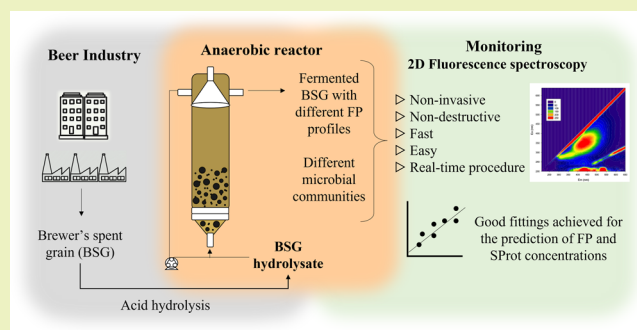 Beer Industry
Brewer's spent
grain (BSG)
Acid hydrolysis
Anaerobic reactor
Fermented
BSG with
different FP
profiles
Different
microbial
communities
BSG
hydrolysate
Monitoring
2D Fluorescence spectroscopy
▷ Non-invasive
▷ Non-destructive
▷ Fast
▷ Easy
▷ Real-time procedure
Good fittings achieved for
the prediction of FP and
SProt concentrations